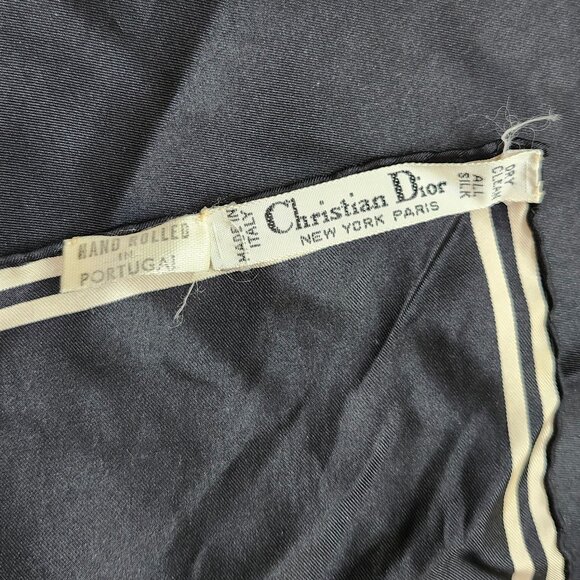 HAND ROLLED
IN
PORTUGAL
MADE IN
ITALY
Christian Dior
NEW YORK PARIS
ALL
SILK
DRY
CLEAN